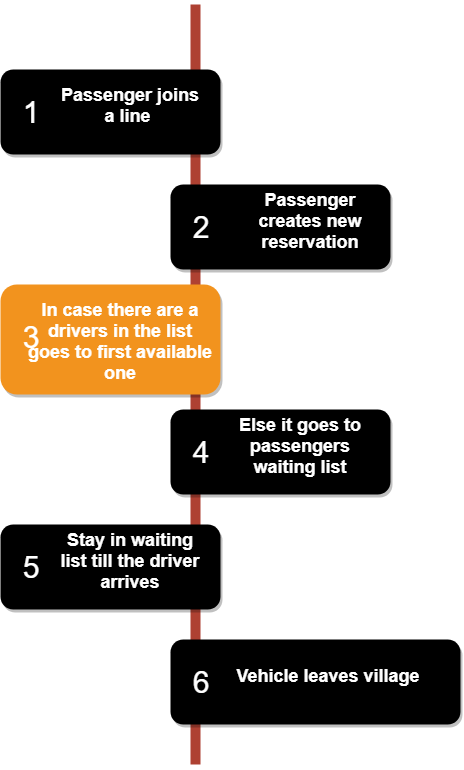 1
Passenger joins
a line
2
Passenger
creates new
reservation
3
In case there are a
drivers in the list
goes to first available
one
4
Else it goes to
passengers
waiting list
5
Stay in waiting
list till the driver
arrives
6
Vehicle leaves village